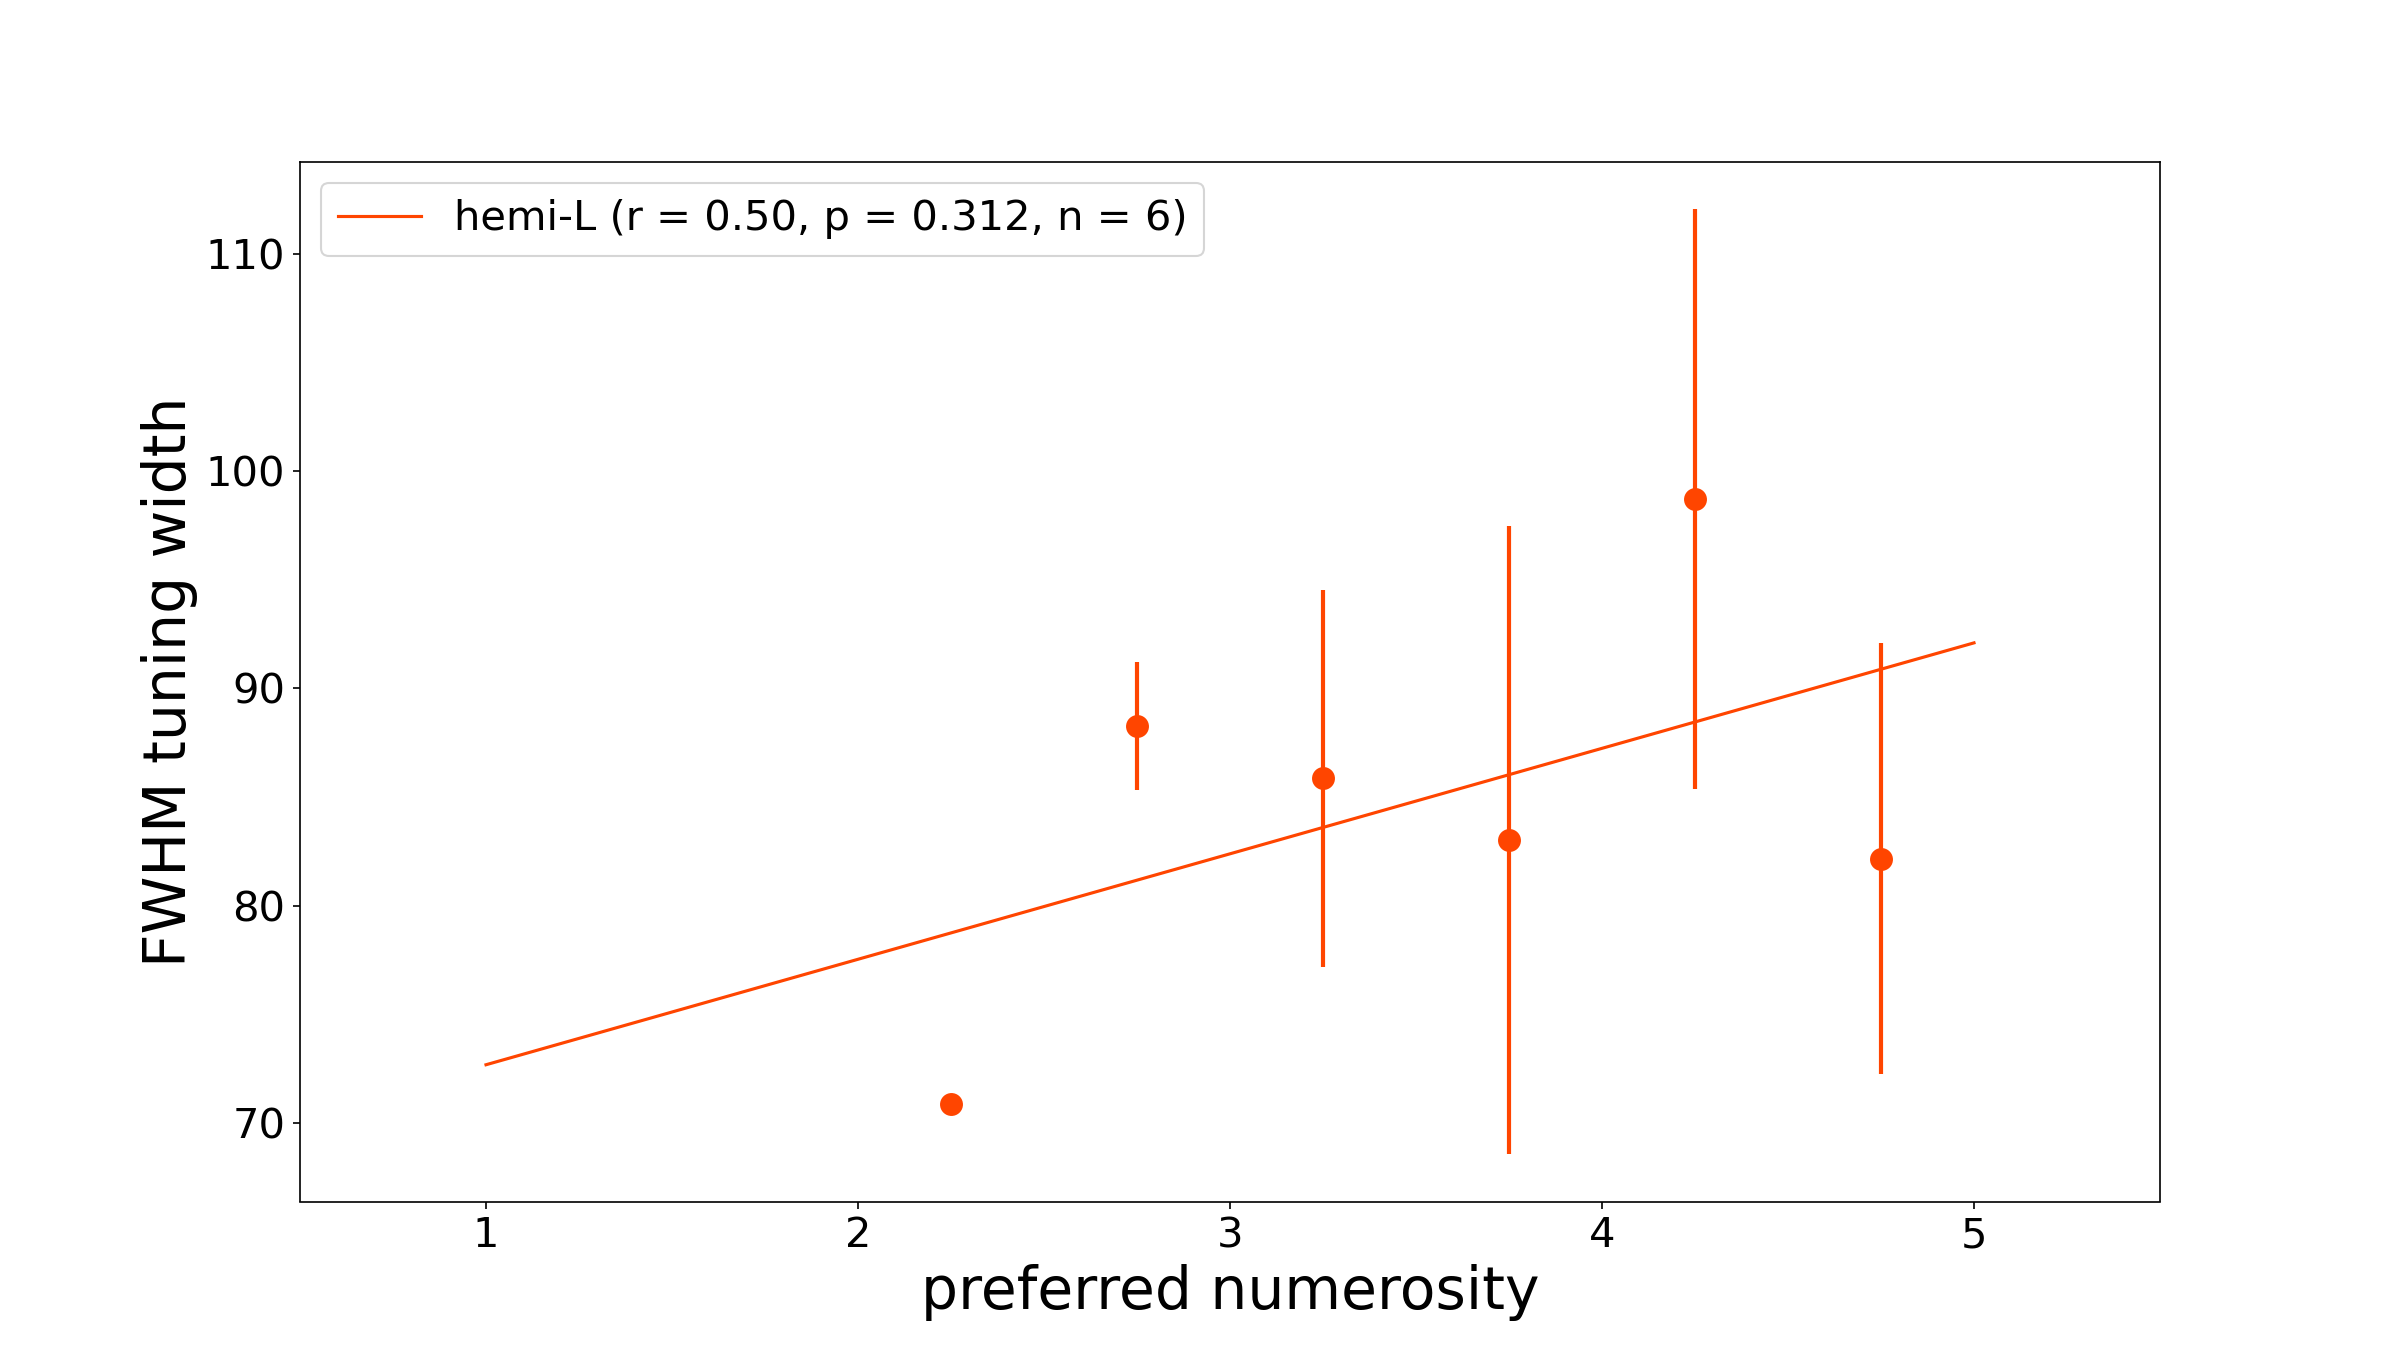 hemi-L (r = 0.50, p = 0.312, n = 6)
110
100
90
80
70
FWHM tuning width
1 2 3 4 5
preferred numerosity